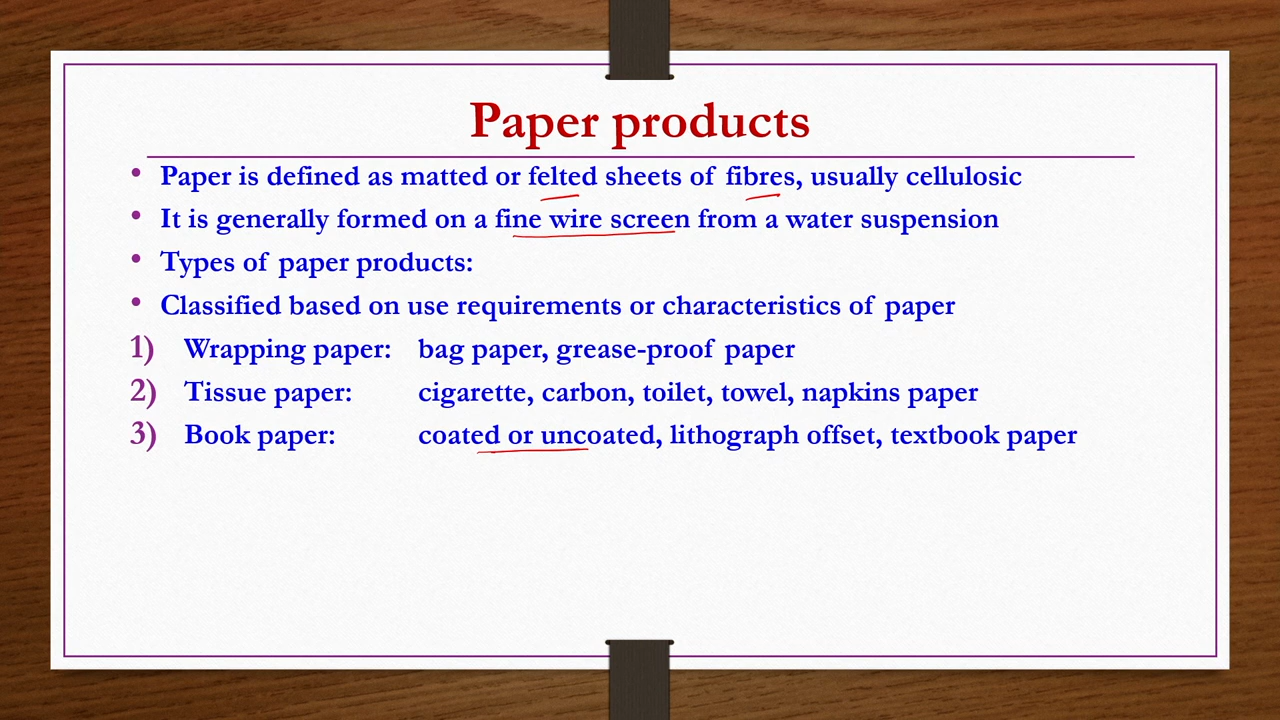 Paper products
• Paper is defined as matted or felted sheets of fibres, usually cellulosic
• It is generally formed on a fine wire screen from a water suspension
• Types of paper products:
• Classified based on use requirements or characteristics of paper
1) Wrapping paper: bag paper, grease-proof paper
2) Tissue paper: cigarette, carbon, toilet, towel, napkins paper
3) Book paper: coated or uncoated, lithograph offset, textbook paper